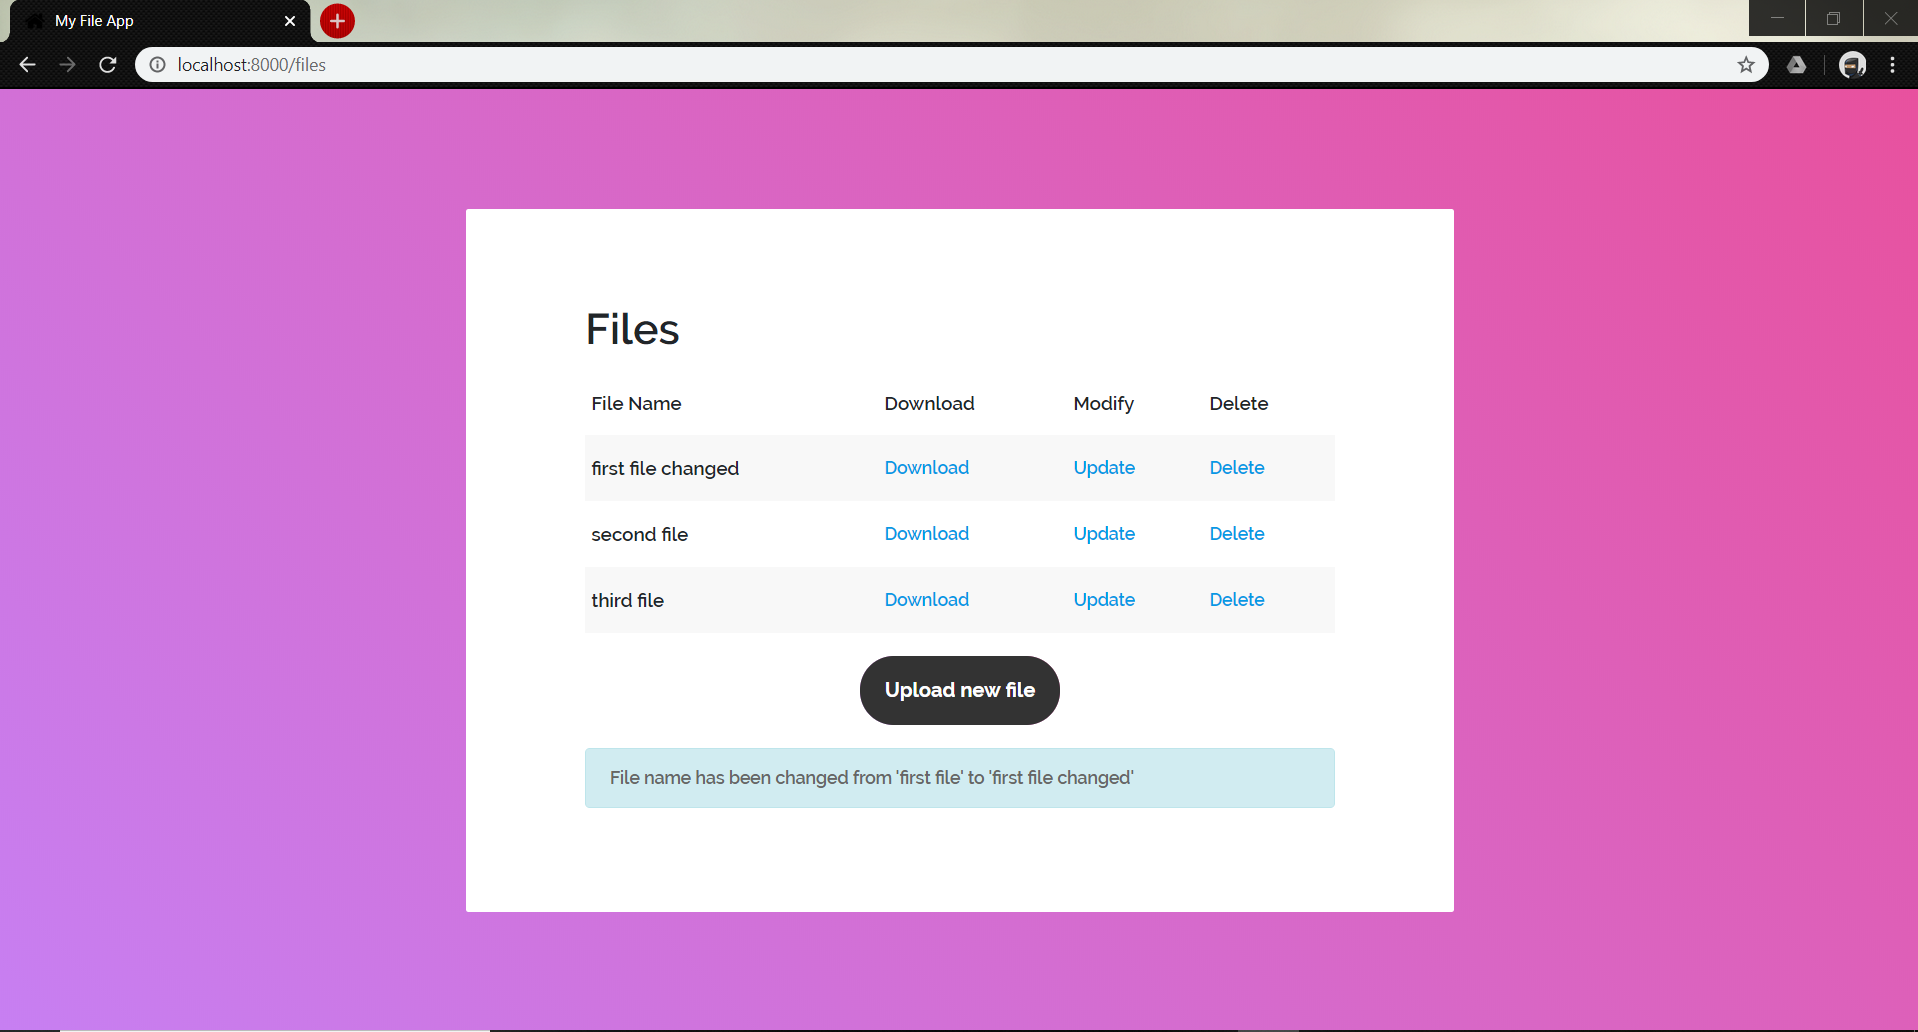 My File App
localhost:8000/files
Files
File Name Download Modify Delete
first file changed Download Update Delete
second file Download Update Delete
third file Download Update Delete
Upload new file
File name has been changed from 'first file' to 'first file changed'